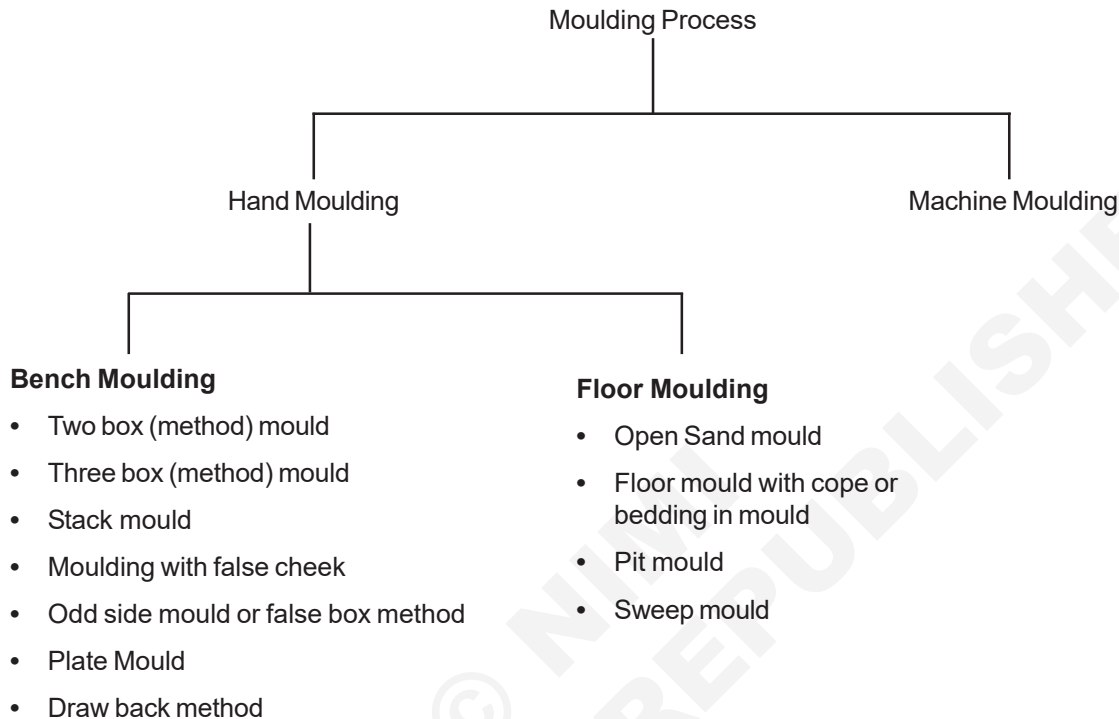 Moulding Process
Hand Moulding
Machine Moulding
Bench Moulding
• Two box (method) mould
• Three box (method) mould
• Stack mould
• Moulding with false cheek
• Odd side mould or false box method
• Plate Mould
• Draw back method
Floor Moulding
• Open Sand mould
• Floor mould with cope or
bedding in mould
• Pit mould
• Sweep mould
© NIMI